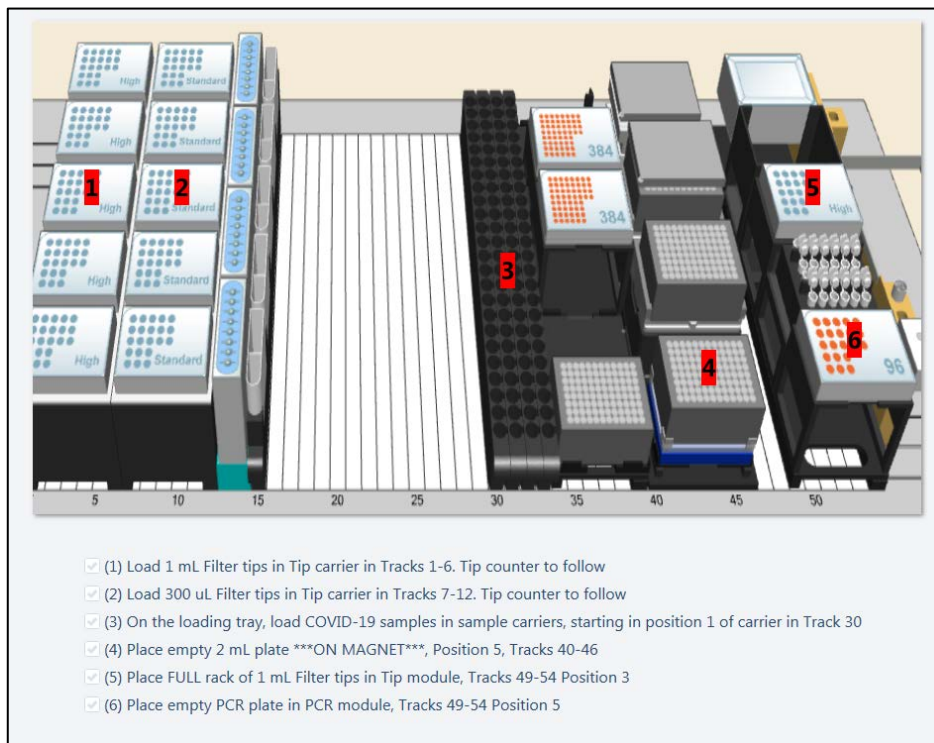 High Standard
High Standard
384
1 High 2 Standard
5 High
384
3
High Standard
6
4
High Standard
96
5 10 15 20 25 30 35 40 45 50
(1) Load 1 mL Filter tips in Tip carrier in Tracks 1-6. Tip counter to follow
(2) Load 300 uL Filter tips in Tip carrier in Tracks 7-12. Tip counter to follow
(3) On the loading tray, load COVID-19 samples in sample carriers, starting in position 1 of carrier in Track 30
(4) Place empty 2 mL plate ***ON MAGNET***, Position 5, Tracks 40-46
(5) Place FULL rack of 1 mL Filter tips in Tip module, Tracks 49-54 Position 3
(6) Place empty PCR plate in PCR module, Tracks 49-54 Position 5